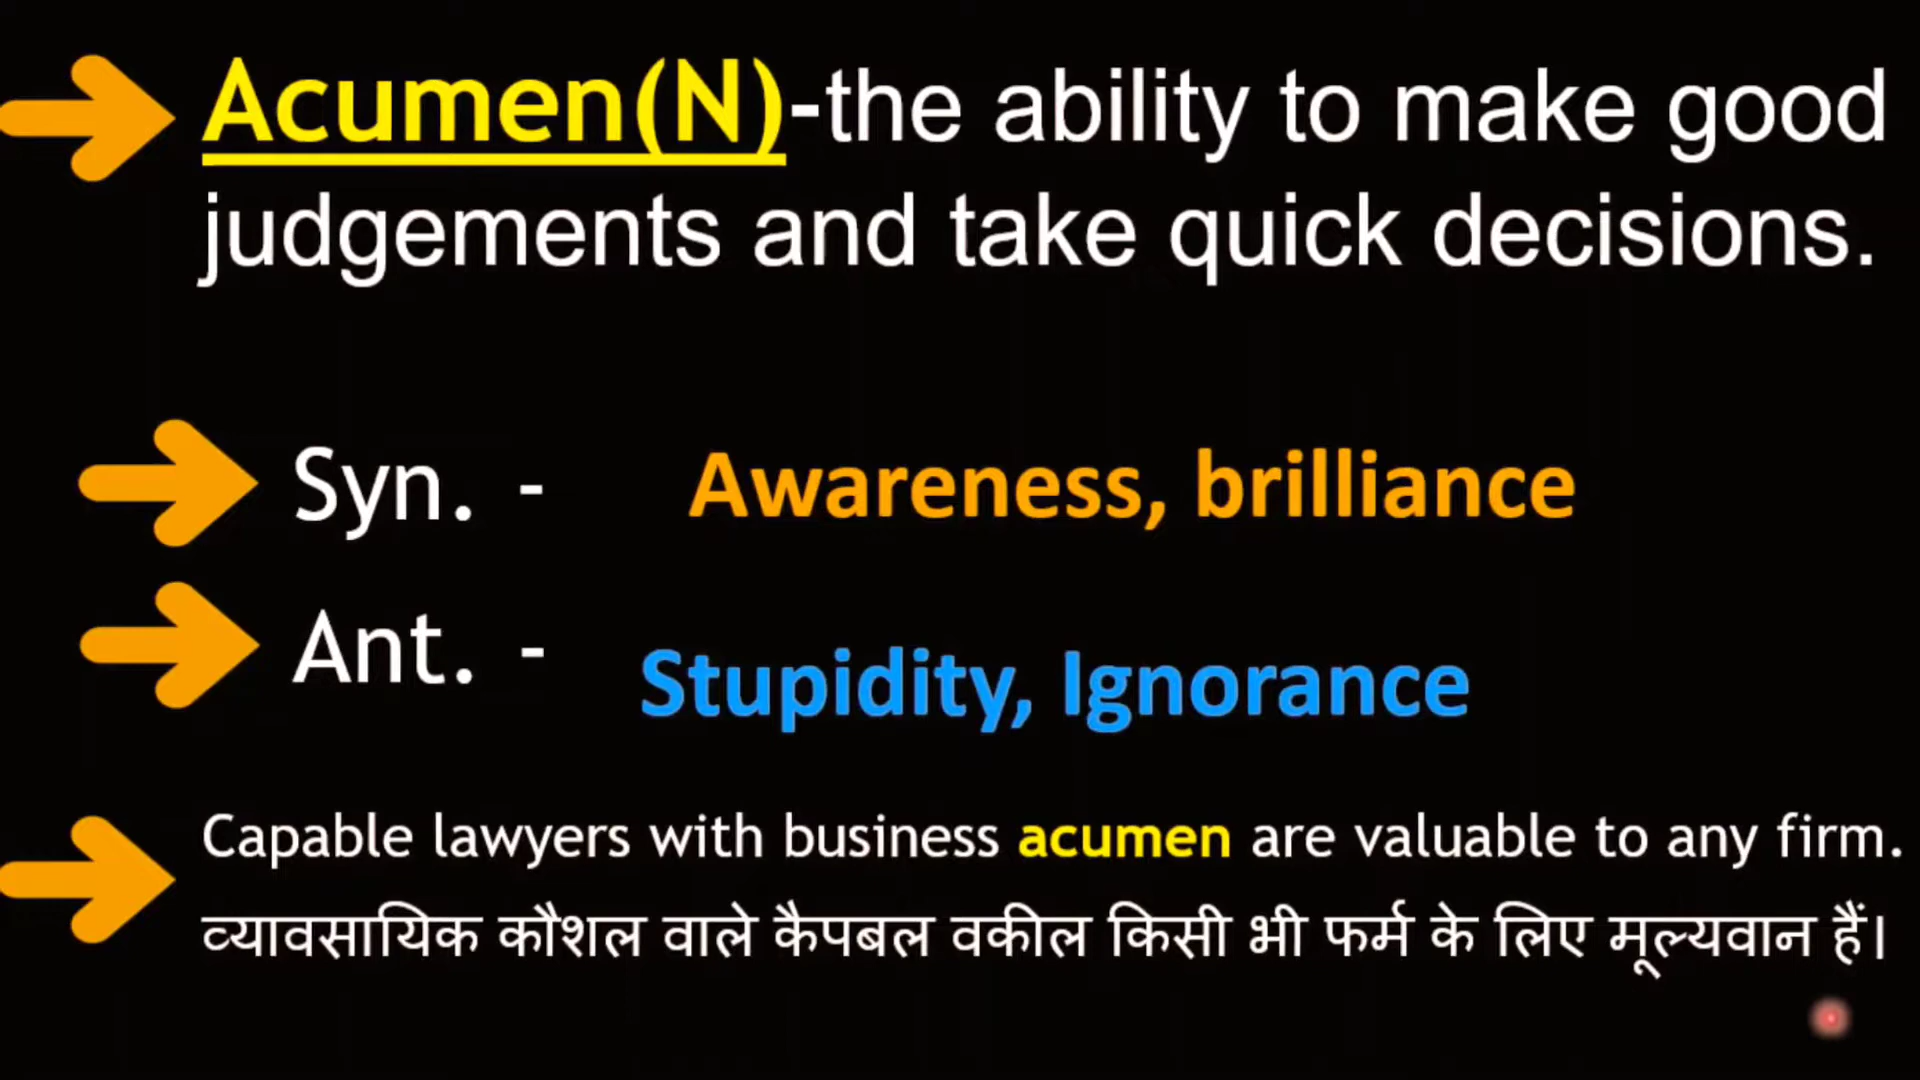 Acumen(N)-the ability to make good
judgements and take quick decisions.
Syn. - Awareness, brilliance
Ant. - Stupidity, Ignorance
Capable lawyers with business acumen are valuable to any firm.
व्यावसायिक कौशल वाले कैपबल वकील किसी भी फर्म के लिए मूल्यवान हैं।